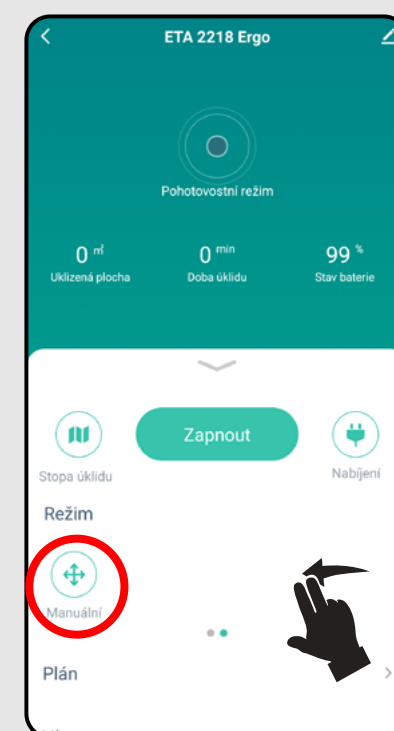 ETA 2218 Ergo
Pohotovostní režim
0 ㎡ 0 min 99 %
Uklizená plocha Doba úklidu Stav baterie
Zapnout
Stopa úklidu Nabíjení
Režim
Manuální
Plán